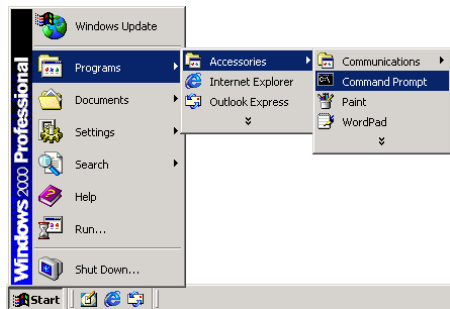 Windows 2000 Professional
Windows Update
Programs
Documents
Settings
Search
Help
Run...
Shut Down...
Accessories
Internet Explorer
Outlook Express
Communications
Command Prompt
Paint
WordPad
Start